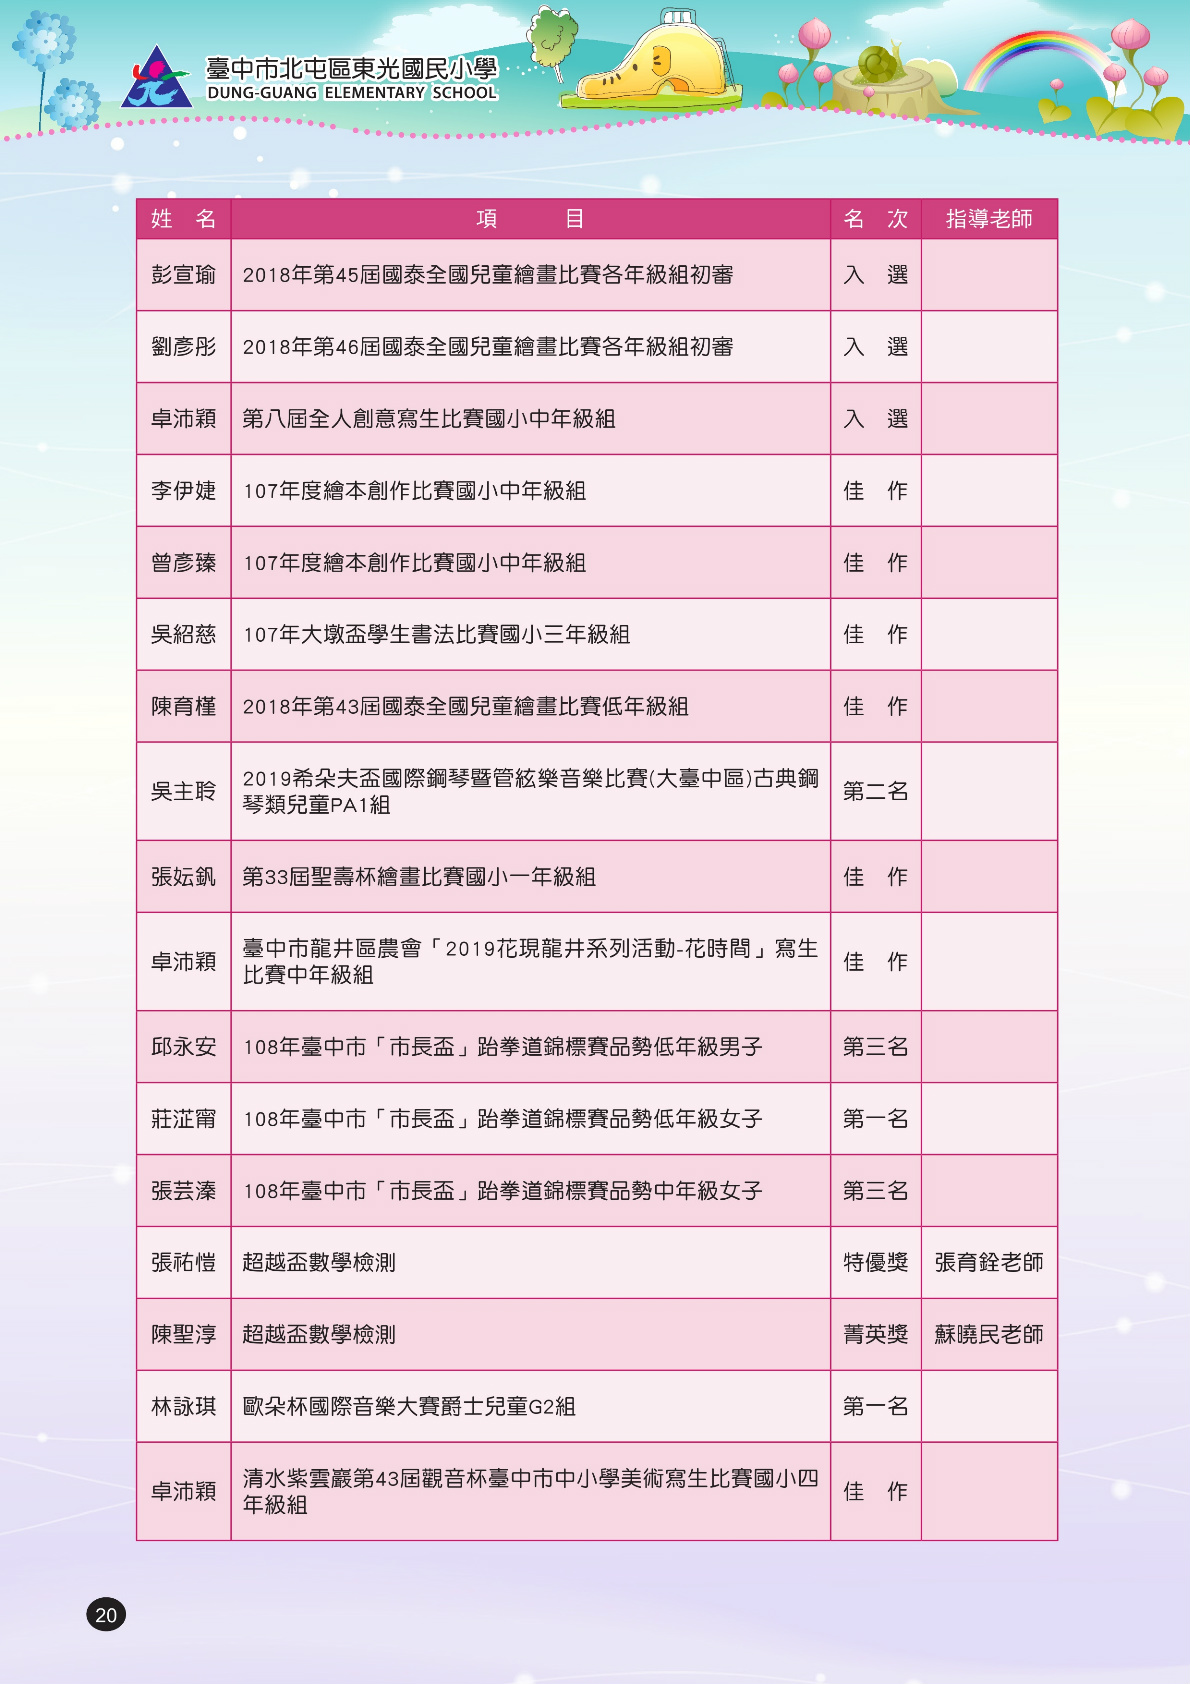 臺中市北屯區東光國民小學
DUNG-GUANG ELEMENTARY SCHOOL
姓 名 項 目 名 次 指導老師
彭宣瑜 2018年第45屆國泰全國兒童繪畫比賽各年級組初審 入 選
劉彥彤 2018年第46屆國泰全國兒童繪畫比賽各年級組初審 入 選
卓沛穎 第八屆全人創意寫生比賽國小中年級組 入 選
李伊婕 107年度繪本創作比賽國小中年級組 佳 作
曾彥臻 107年度繪本創作比賽國小中年級組 佳 作
吳紹慈 107年大墩盃學生書法比賽國小三年級組 佳 作
陳育槿 2018年第43屆國泰全國兒童繪畫比賽低年級組 佳 作
吳主聆 2019希朵夫盃國際鋼琴暨管絃樂音樂比賽(大臺中區)古典鋼 第二名
琴類兒童PA1組
張妘釩 第33屆聖壽杯繪畫比賽國小一年級組 佳 作
卓沛穎 臺中市龍井區農會「2019花現龍井系列活動-花時間」寫生 佳 作
比賽中年級組
邱永安 108年臺中市「市長盃」跆拳道錦標賽品勢低年級男子 第三名
莊淽甯 108年臺中市「市長盃」跆拳道錦標賽品勢低年級女子 第一名
張芸溱 108年臺中市「市長盃」跆拳道錦標賽品勢中年級女子 第三名
張祐愷 超越盃數學檢測 特優獎 張育銓老師
陳聖淳 超越盃數學檢測 菁英獎 蘇曉民老師
林詠琪 歐朵杯國際音樂大賽爵士兒童G2組 第一名
卓沛穎 清水紫雲巖第43屆觀音杯臺中市中小學美術寫生比賽國小四 佳 作
年級組
20